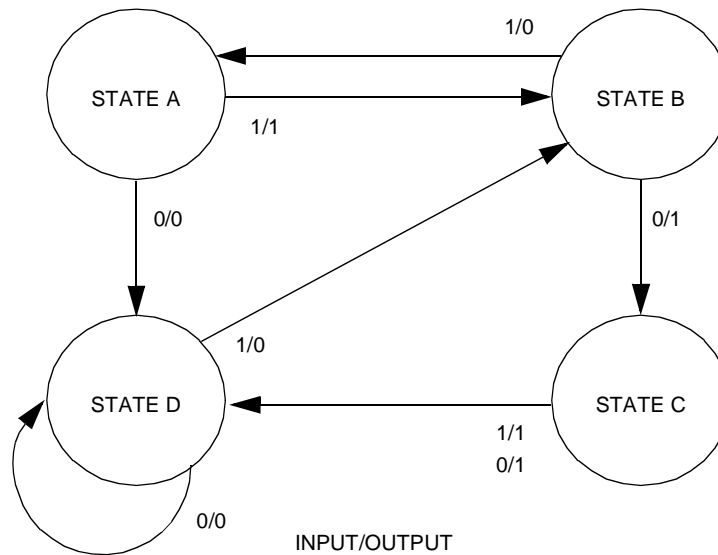 1/0
STATE A
STATE B
1/1
0/0
0/1
1/0
STATE D
STATE C
1/1
0/1
0/0
INPUT/OUTPUT